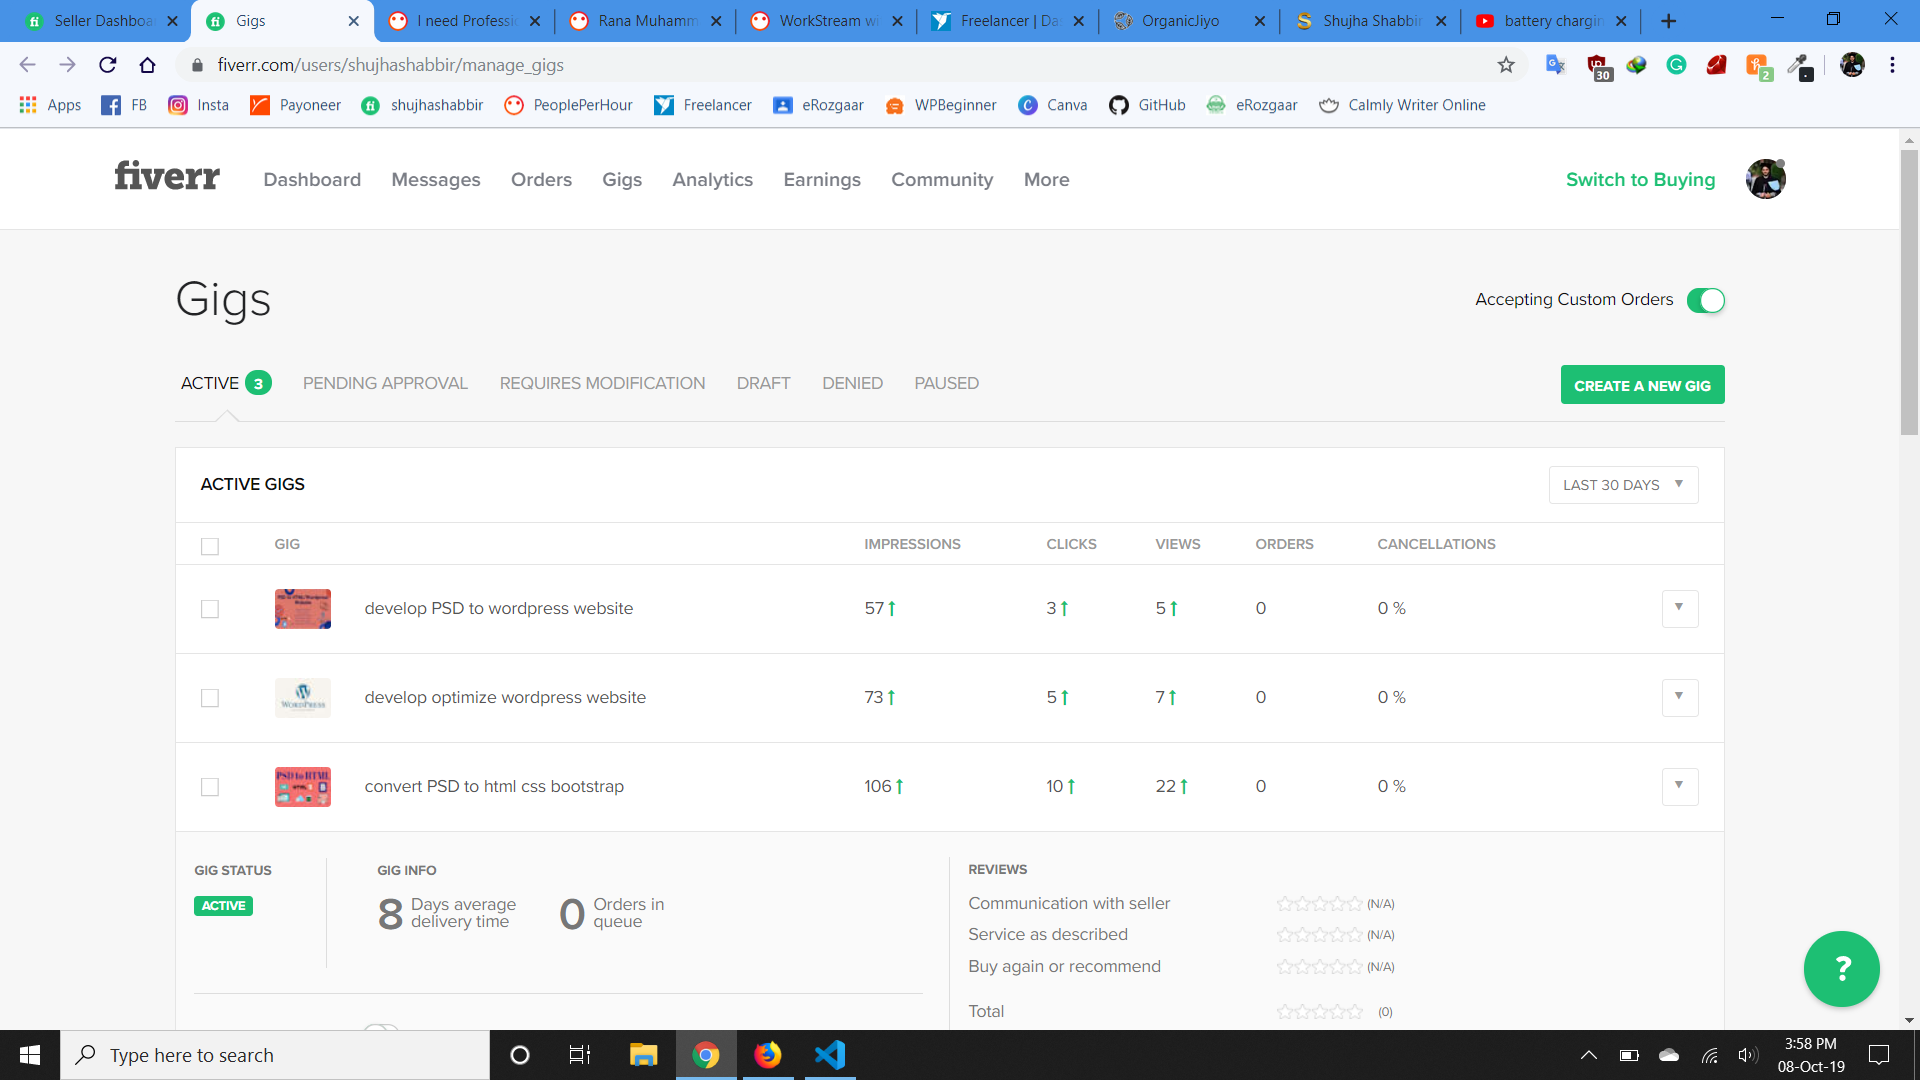 Seller Dashboa
Gigs
I need Professio
Rana Muhamm
WorkStream wi
Freelancer | Da
OrganicJiyo
Shujha Shabbir
battery chargin
fiverr.com/users/shujhashabbir/manage_gigs
30
2
Apps
FB
Insta
Payoneer
shujhashabbir
PeoplePerHour
Freelancer
eRozgaar
WPBeginner
Canva
GitHub
eRozgaar
Calmly Writer Online
fiverr
Dashboard
Messages
Orders
Gigs
Analytics
Earnings
Community
More
Switch to Buying
Gigs
Accepting Custom Orders
ACTIVE 3
PENDING APPROVAL
REQUIRES MODIFICATION
DRAFT
DENIED
PAUSED
CREATE A NEW GIG
ACTIVE GIGS
LAST 30 DAYS
GIG IMPRESSIONS CLICKS VIEWS ORDERS CANCELLATIONS
develop PSD to wordpress website 57 3 5 0 0 %
WORDPRESS
develop optimize wordpress website 73 5 7 0 0 %
PSD to HTML
convert PSD to html css bootstrap 106 10 22 0 0 %
GIG STATUS
ACTIVE
GIG INFO
8 Days average
delivery time
0 Orders in
queue
REVIEWS
Communication with seller (N/A)
Service as described (N/A)
Buy again or recommend (N/A)
Total (0)
?
Type here to search
3:58 PM
08-Oct-19